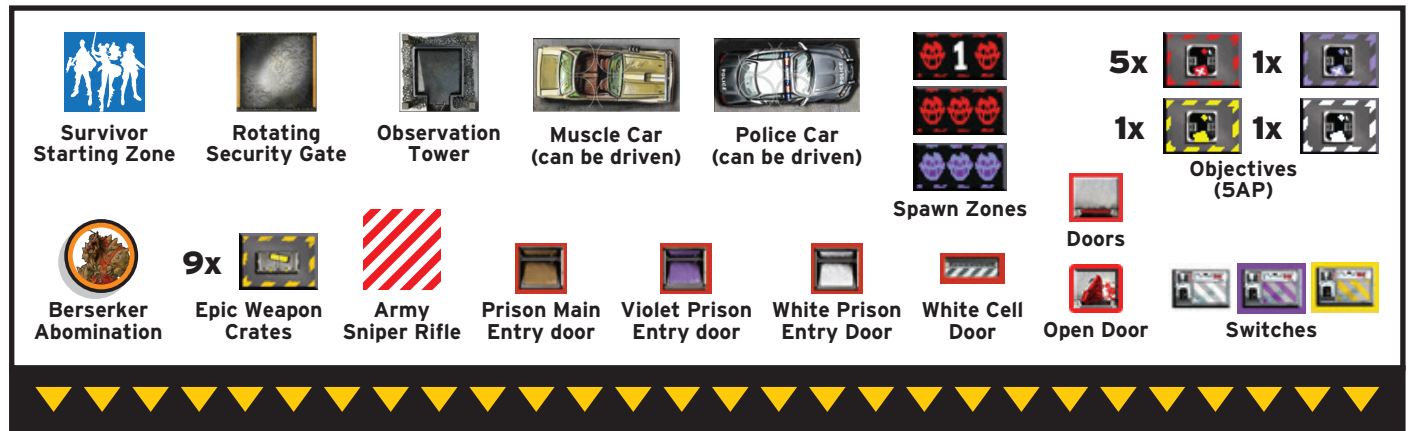 1
5x
1x
1x
1x
Survivor
Starting Zone
Rotating
Security Gate
Observation
Tower
Muscle Car
(can be driven)
POLICE
Police Car
(can be driven)
Spawn Zones
Objectives
(5AP)
Doors
Berserker
Abomination
9x
Epic Weapon
Crates
Army
Sniper Rifle
Prison Main
Entry door
Violet Prison
Entry door
White Prison
Entry Door
White Cell
Door
Open Door
Switches